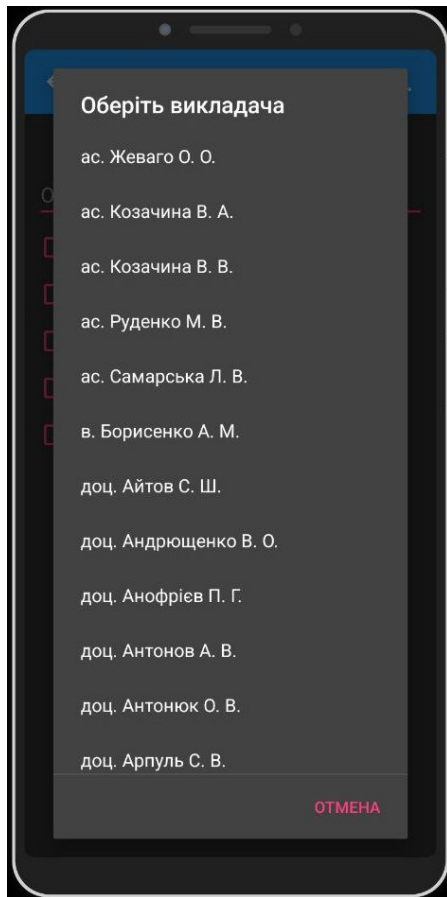 Оберіть викладача
ас. Жеваго О. О.
ас. Козачина В. А.
ас. Козачина В. В.
ас. Руденко М. В.
ас. Самарська Л. В.
в. Борисенко А. М.
доц. Айтов С. Ш.
доц. Андрющенко В. О.
доц. Анофрієв П. Г.
доц. Антонов А. В.
доц. Антонюк О. В.
доц. Арпуль С. В.
ОТМЕНА